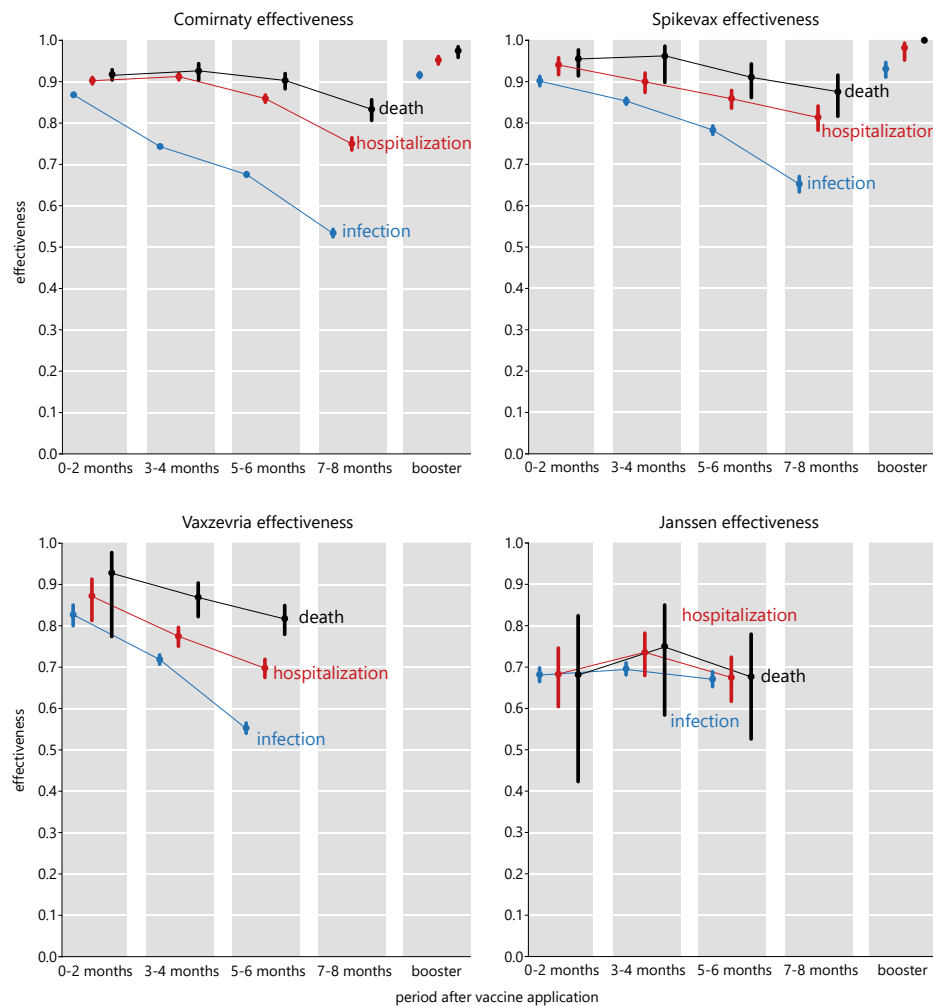 Comirnaty effectiveness
effectiveness
1.0
0.9
0.8
0.7
0.6
0.5
0.4
0.3
0.2
0.1
0.0
death
hospitalization
infection
0-2 months 3-4 months 5-6 months 7-8 months booster
Spikevax effectiveness
1.0
0.9
0.8
0.7
0.6
0.5
0.4
0.3
0.2
0.1
0.0
death
hospitalization
infection
0-2 months 3-4 months 5-6 months 7-8 months booster
Vaxzevria effectiveness
effectiveness
1.0
0.9
0.8
0.7
0.6
0.5
0.4
0.3
0.2
0.1
0.0
death
hospitalization
infection
0-2 months 3-4 months 5-6 months 7-8 months booster
Janssen effectiveness
1.0
0.9
0.8
0.7
0.6
0.5
0.4
0.3
0.2
0.1
0.0
hospitalization
death
infection
0-2 months 3-4 months 5-6 months 7-8 months booster
period after vaccine application